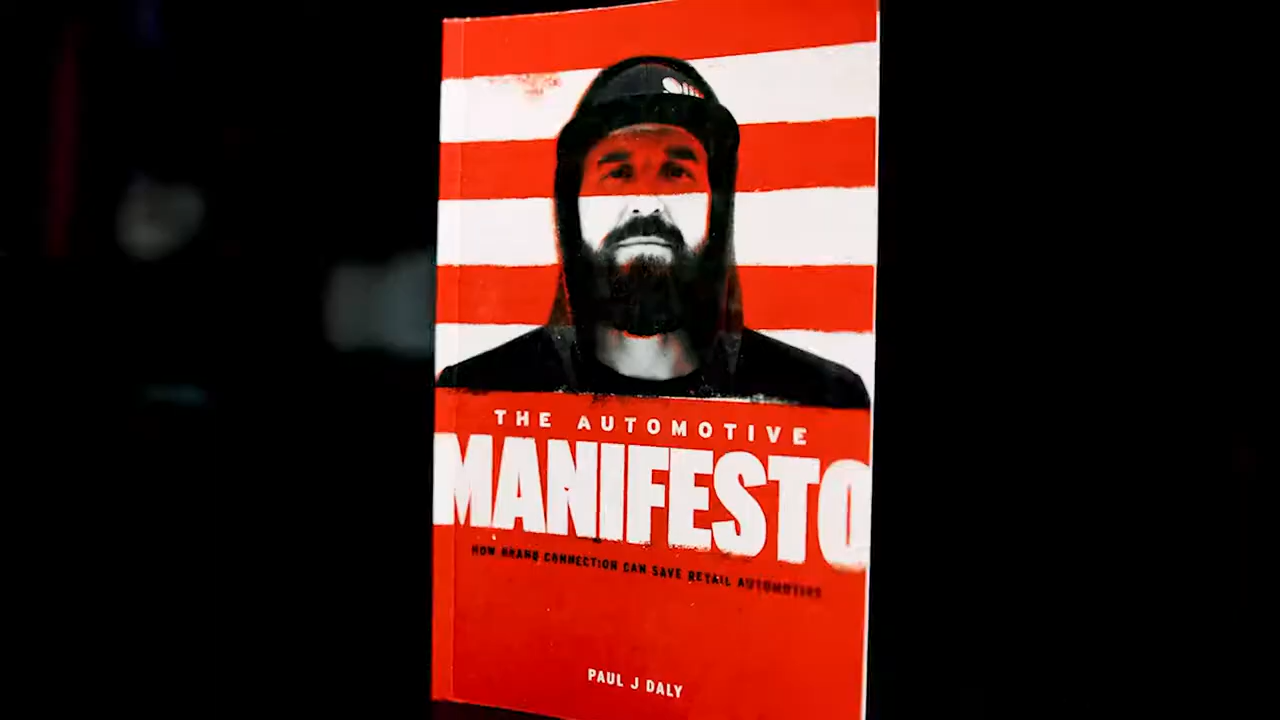 THE AUTOMOTIVE
MANIFESTO
HOW BRAND CONNECTION CAN SAVE RETAIL AUTOMOTIVE
PAUL J DALY